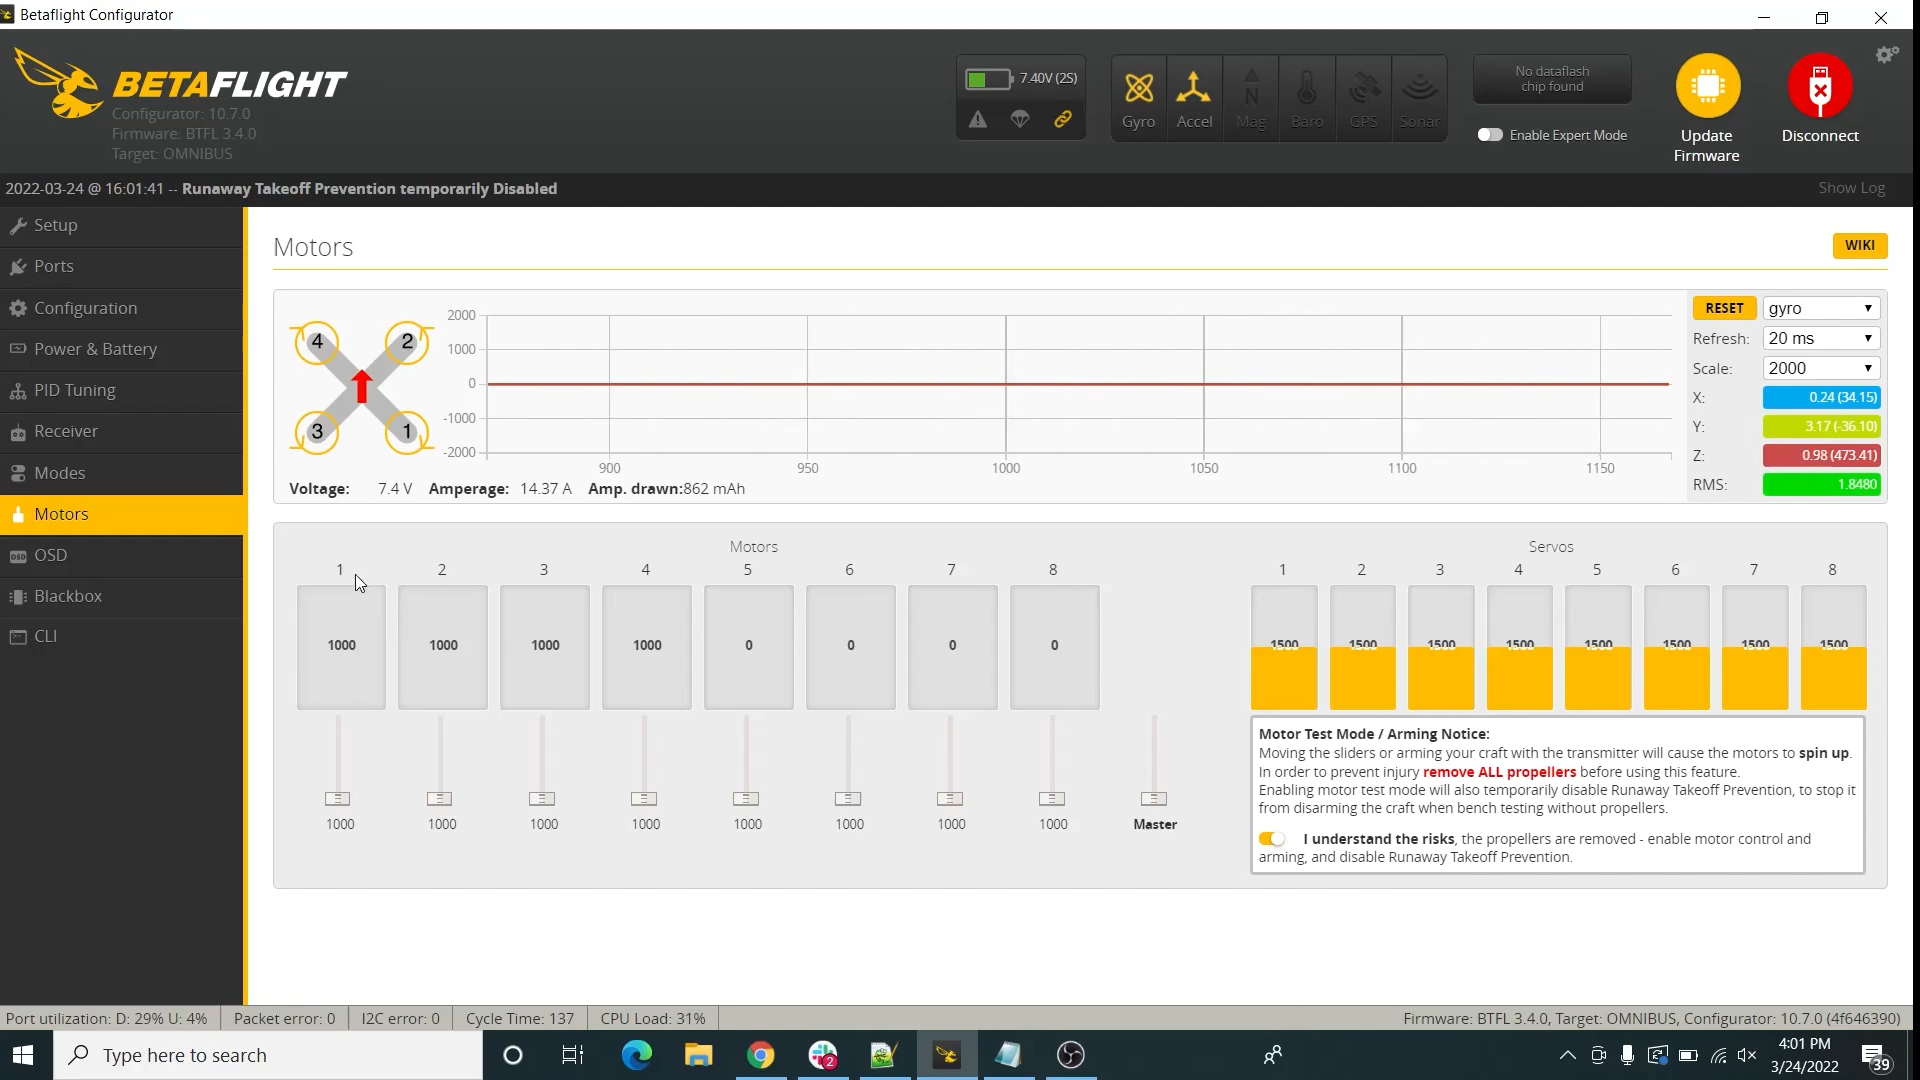 Betaflight Configurator
BETAFLIGHT
Configurator: 10.7.0
Firmware: BTFL 3.4.0
Target: OMNIBUS
7.40V (2S)
Gyro Accel Mag Baro GPS Sonar
No dataflash
chip found
Enable Expert Mode
Update
Firmware
Disconnect
2022-03-24 @ 16:01:41 -- Runaway Takeoff Prevention temporarily Disabled
Show Log
Setup
Ports
Configuration
Power & Battery
PID Tuning
Receiver
Modes
Motors
OSD
Blackbox
CLI
Motors
WIKI
4 2
3 1
2000
1000
0
-1000
-2000
900 950 1000 1050 1100 1150
Voltage: 7.4 V Amperage: 14.37 A Amp. drawn:862 mAh
RESET gyro
Refresh: 20 ms
Scale: 2000
X: 0.24 (34.15)
Y: 3.17 (-36.10)
Z: 0.98 (473.41)
RMS: 1.8480
Motors
1 2 3 4 5 6 7 8
1000 1000 1000 1000 0 0 0 0
1000 1000 1000 1000 1000 1000 1000 1000 Master
Servos
1 2 3 4 5 6 7 8
1500 1500 1500 1500 1500 1500 1500 1500
Motor Test Mode / Arming Notice:
Moving the sliders or arming your craft with the transmitter will cause the motors to spin up.
In order to prevent injury remove ALL propellers before using this feature.
Enabling motor test mode will also temporarily disable Runaway Takeoff Prevention, to stop it
from disarming the craft when bench testing without propellers.
I understand the risks, the propellers are removed - enable motor control and
arming, and disable Runaway Takeoff Prevention.
Port utilization: D: 29% U: 4% Packet error: 0 I2C error: 0 Cycle Time: 137 CPU Load: 31%
Firmware: BTFL 3.4.0, Target: OMNIBUS, Configurator: 10.7.0 (4f646390)
Type here to search
2
4:01 PM
3/24/2022
39